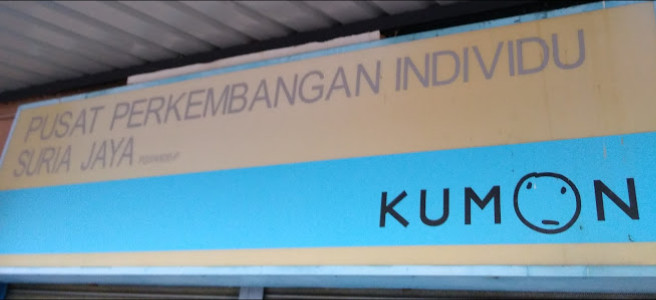 PUSAT PERKEMBANGAN INDIVIDU
SURIA JAYA
KUMON